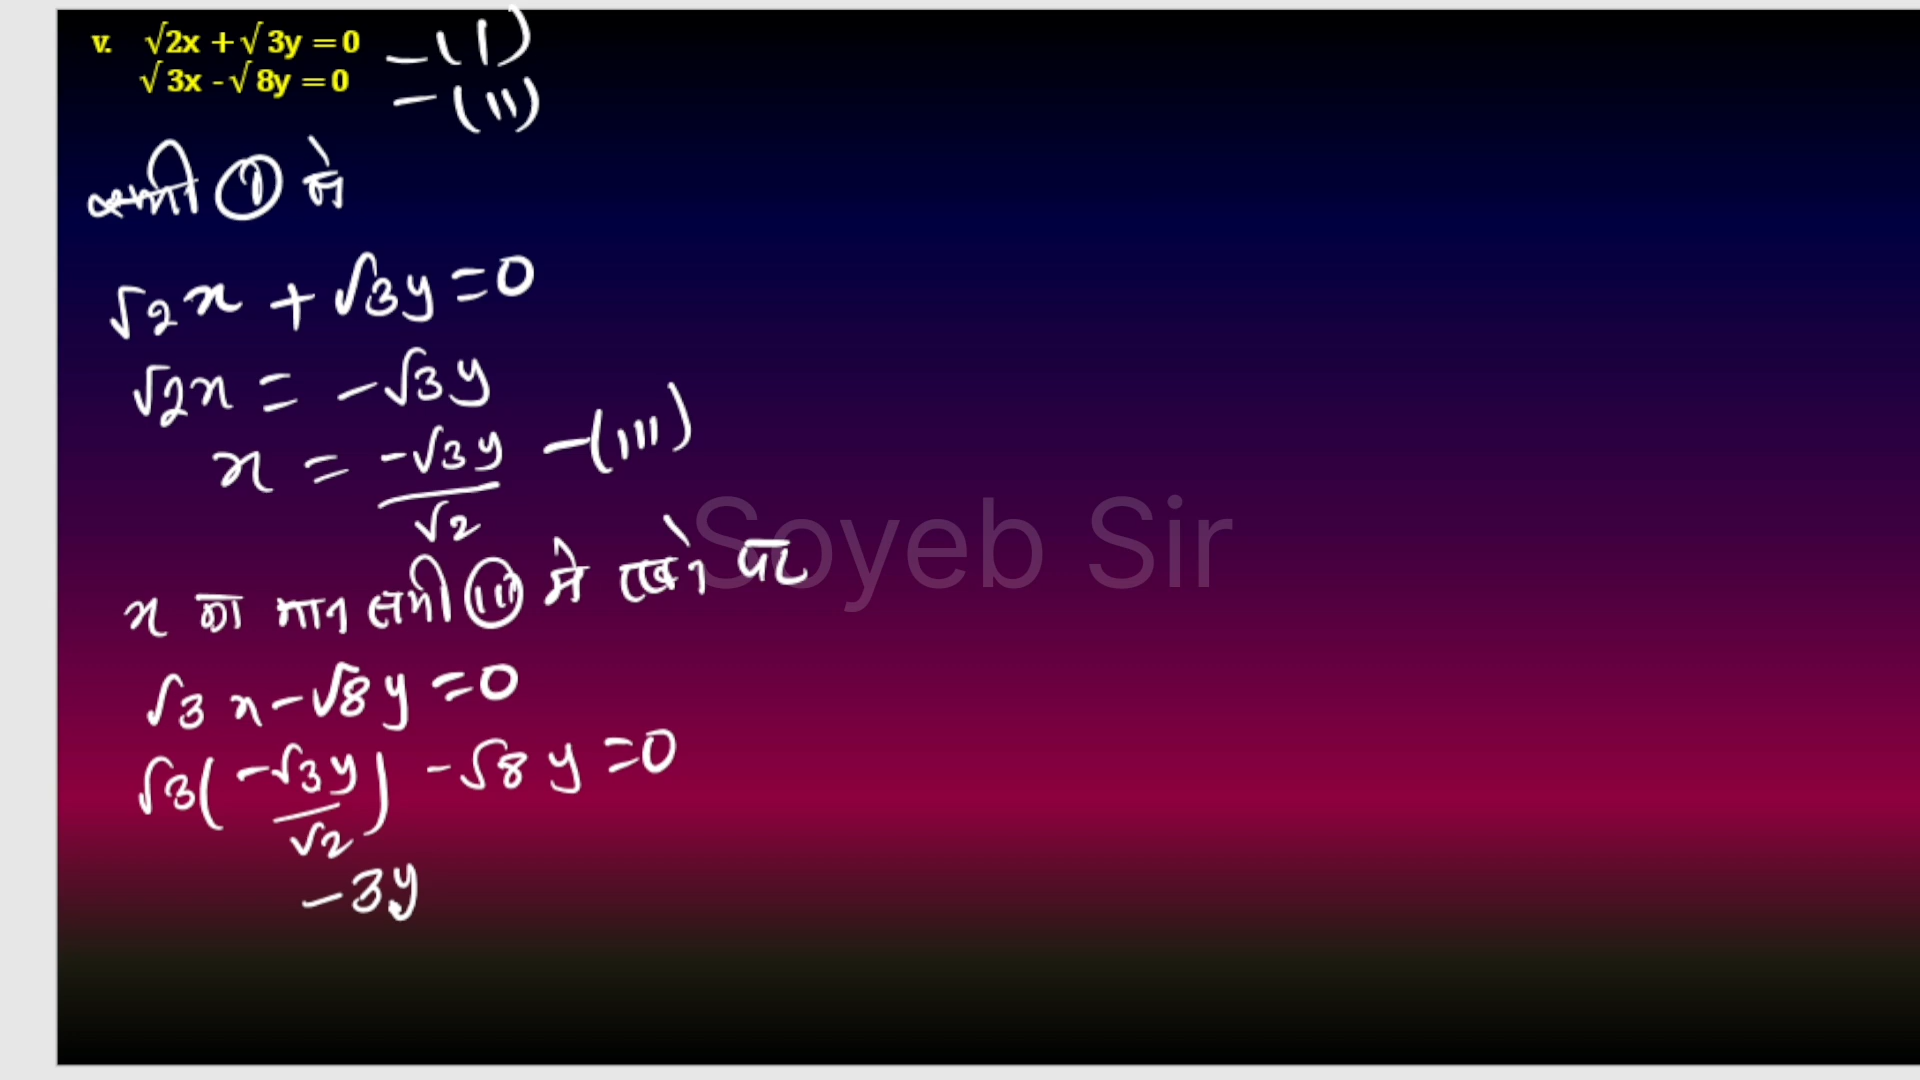 v. √2x + √3y = 0 -(I)
√3x - √8y = 0 -(II)
समी ① से
√2x + √3y = 0
√2x = -√3y
x = -√3y/√2 -(III)
x का मान समी (ii) मे रखने पर
√3x - √8y = 0
√3(-√3y/√2) - √8y = 0
-3y
Soyeb Sir